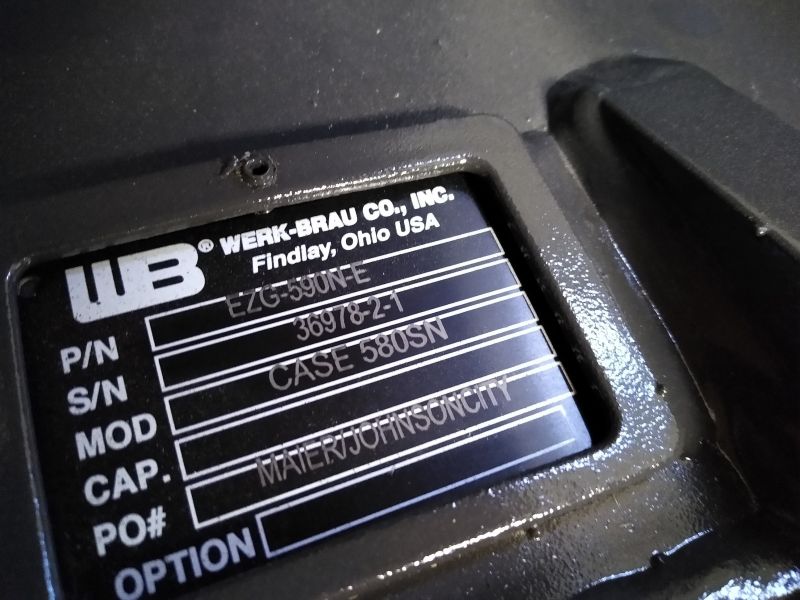 WB® WERK-BRAU CO., INC.
Findlay, Ohio USA
P/N EZG-590N-E
S/N 36978-2-1
MOD CASE 580SN
CAP.
PO# MAIER/JOHNSONCITY
OPTION